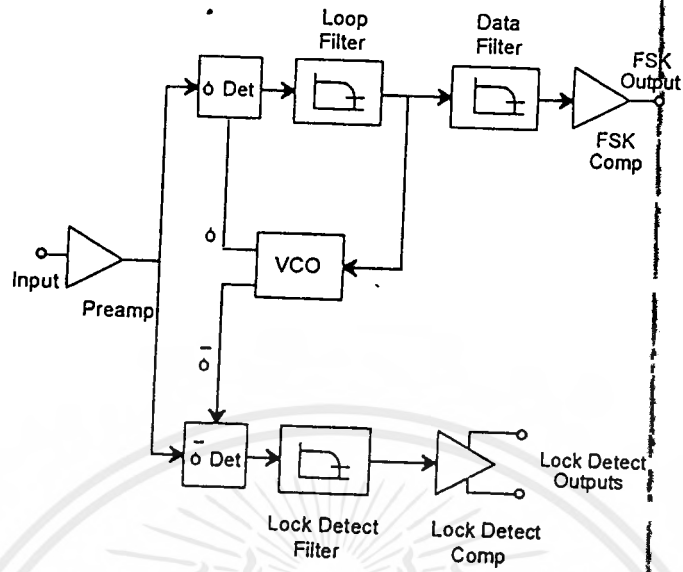 Loop
Filter
Data
Filter
FSK
Output
ϕ Det
FSK
Comp
ϕ
VCO
Input
Preamp
ϕ̄
ϕ̄ Det
Lock Detect
Outputs
Lock Detect
Filter
Lock Detect
Comp